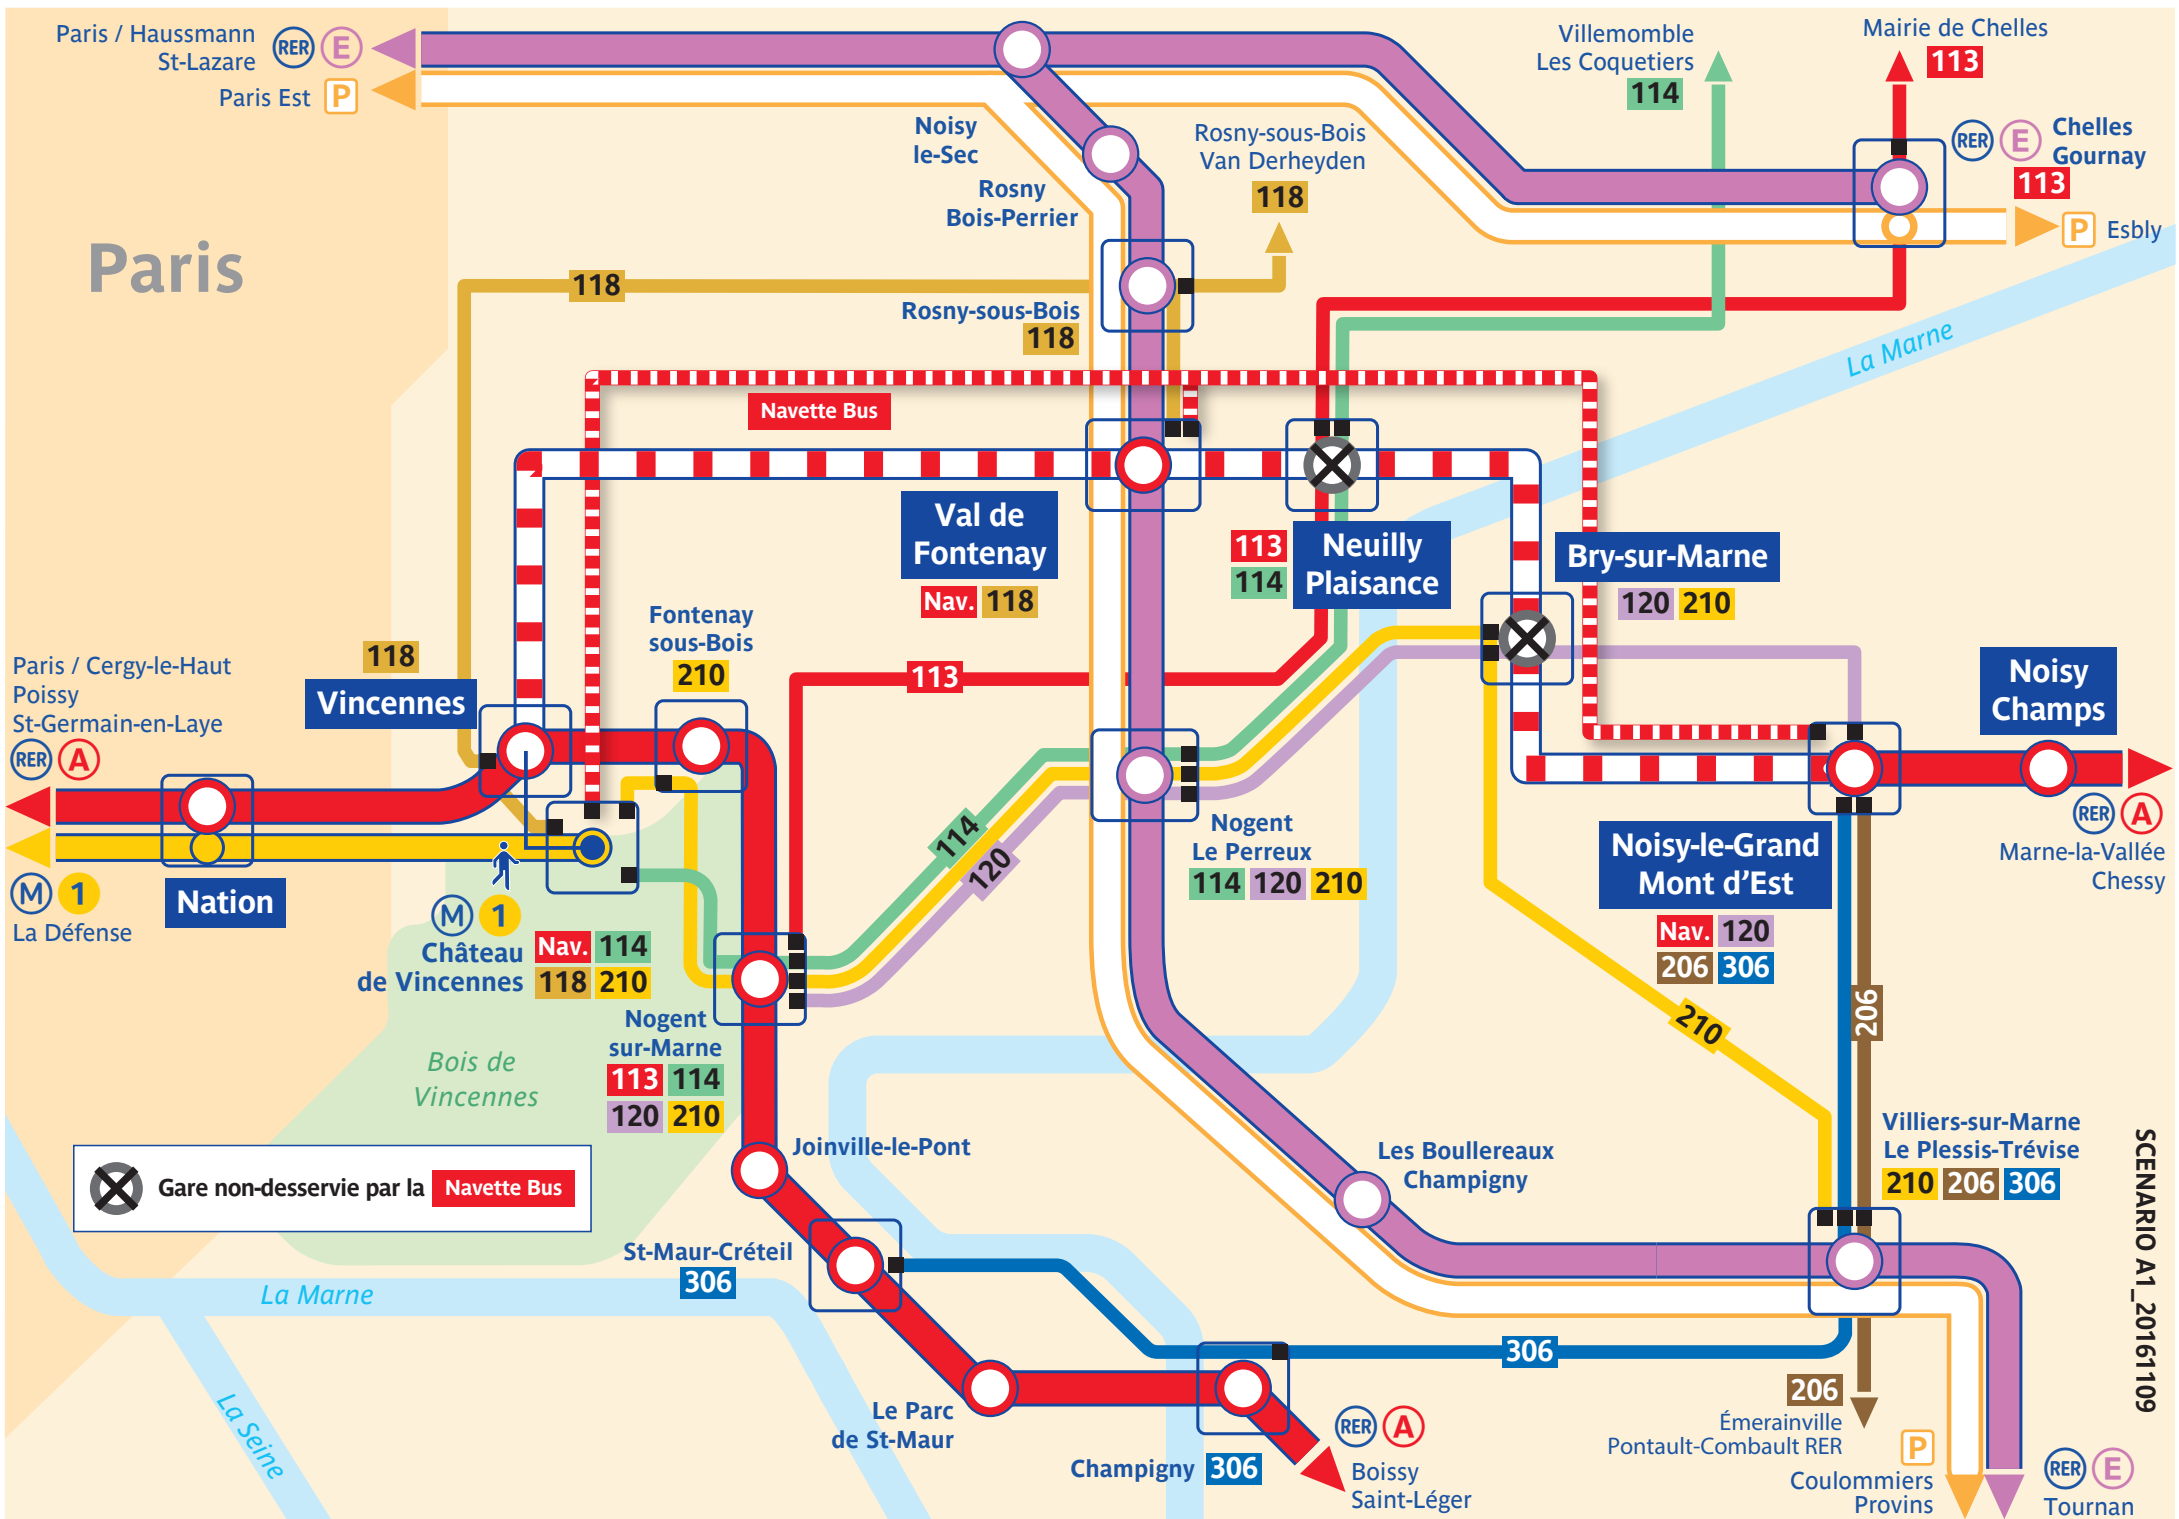 Paris / Haussmann
St-Lazare
RER E
Paris Est P
Villemomble
Les Coquetiers
114
Mairie de Chelles
113
Noisy
le-Sec
Rosny-sous-Bois
Van Derheyden
118
RER E
Chelles
Gournay
113
Rosny
Bois-Perrier
P Esbly
Paris
118
Rosny-sous-Bois
118
La Marne
Navette Bus
Val de
Fontenay
Nav. 118
113
114
Neuilly
Plaisance
Bry-sur-Marne
120 210
Fontenay
sous-Bois
210
118
Vincennes
Paris / Cergy-le-Haut
Poissy
St-Germain-en-Laye
RER A
113
Noisy
Champs
RER A
Marne-la-Vallée
Chessy
Nation
M 1
La Défense
M 1
Château
de Vincennes
Nav. 114
118 210
114
120
Nogent
Le Perreux
114 120 210
Noisy-le-Grand
Mont d'Est
Nav. 120
206 306
206
210
Nogent
sur-Marne
113 114
120 210
Bois de
Vincennes
Joinville-le-Pont
Les Boullereaux
Champigny
Villiers-sur-Marne
Le Plessis-Trévise
210 206 306
Gare non-desservie par la Navette Bus
St-Maur-Créteil
306
La Marne
306
La Seine
Le Parc
de St-Maur
Champigny 306
RER A
Boissy
Saint-Léger
206
Émerainville
Pontault-Combault RER
P
Coulommiers
Provins
RER E
Tournan
SCENARIO A1_20161109